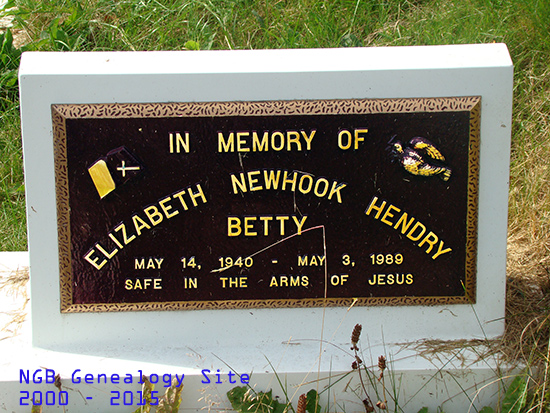 IN MEMORY OF
ELIZABETH NEWHOOK HENDRY
BETTY
MAY 14, 1940 - MAY 3, 1989
SAFE IN THE ARMS OF JESUS
NGB Genealogy Site
2000 - 2015